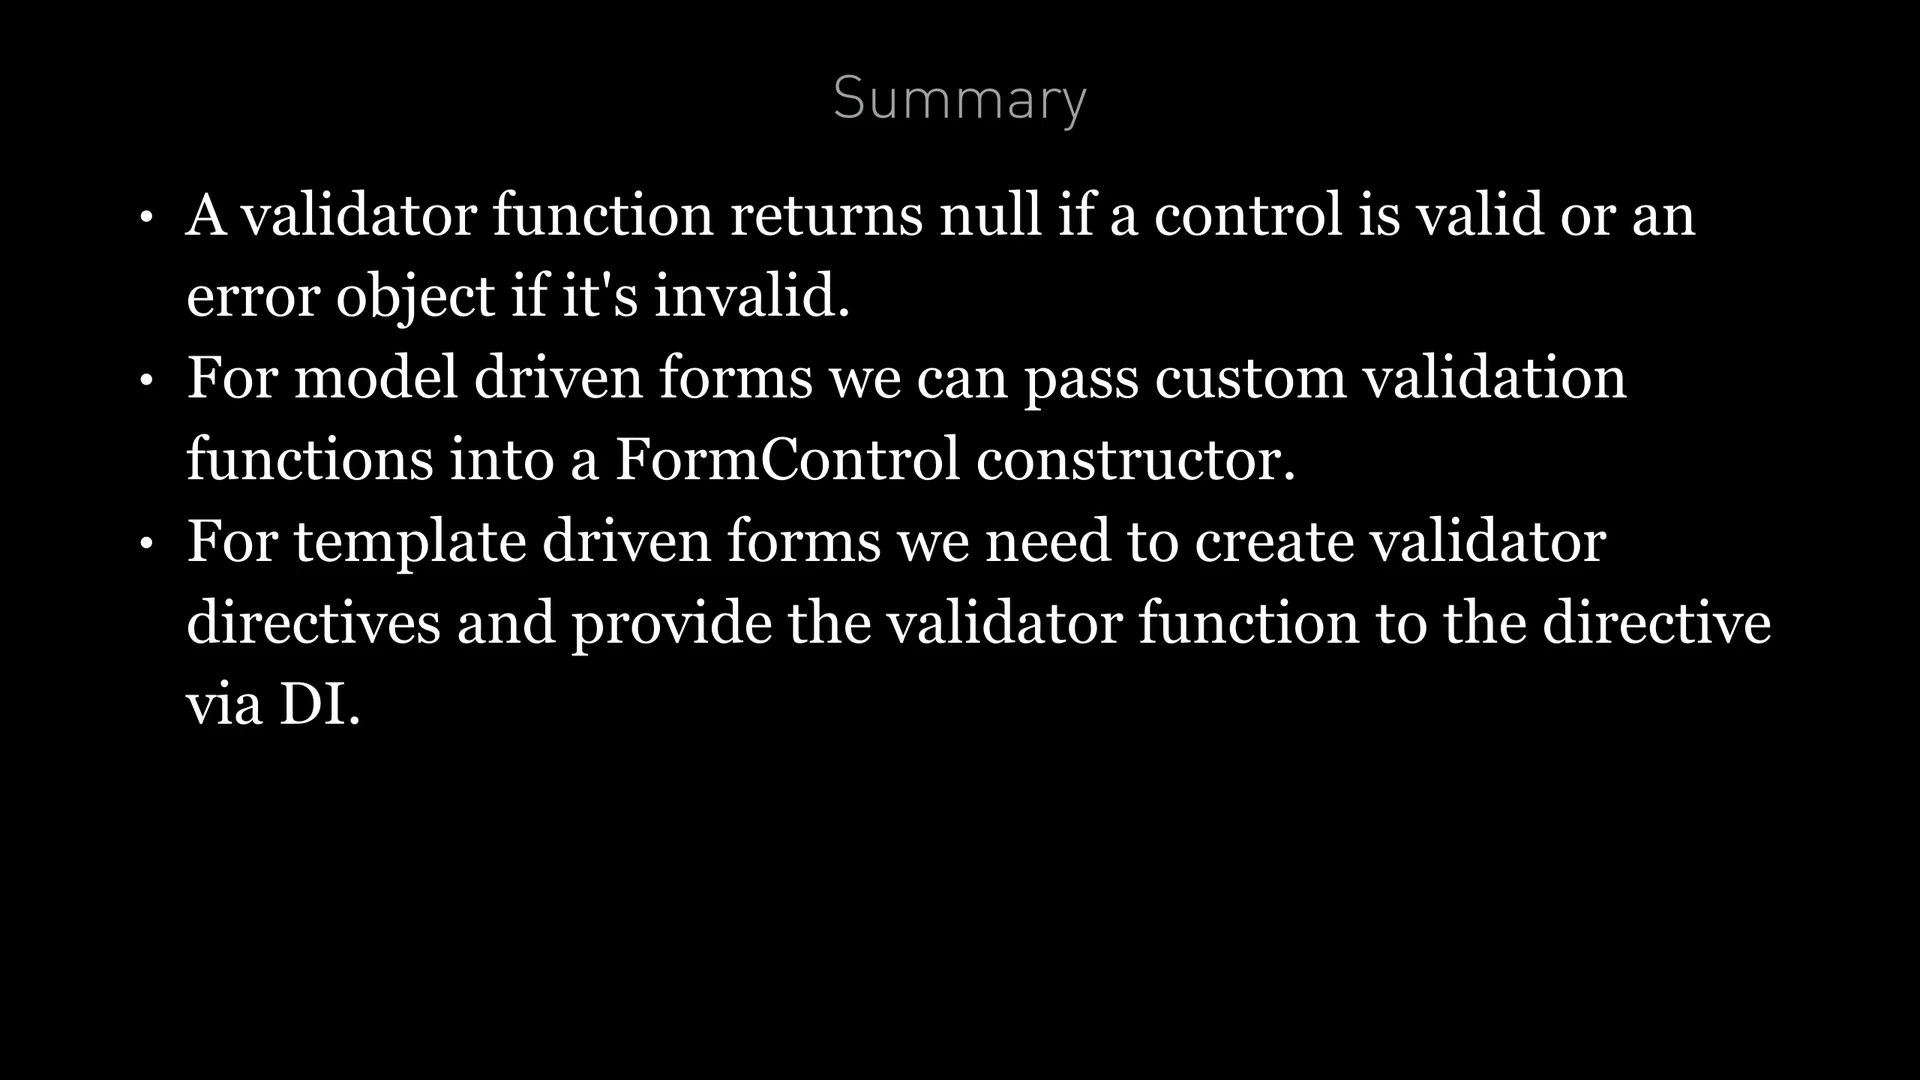 Summary
• A validator function returns null if a control is valid or an
error object if it's invalid.
• For model driven forms we can pass custom validation
functions into a FormControl constructor.
• For template driven forms we need to create validator
directives and provide the validator function to the directive
via DI.